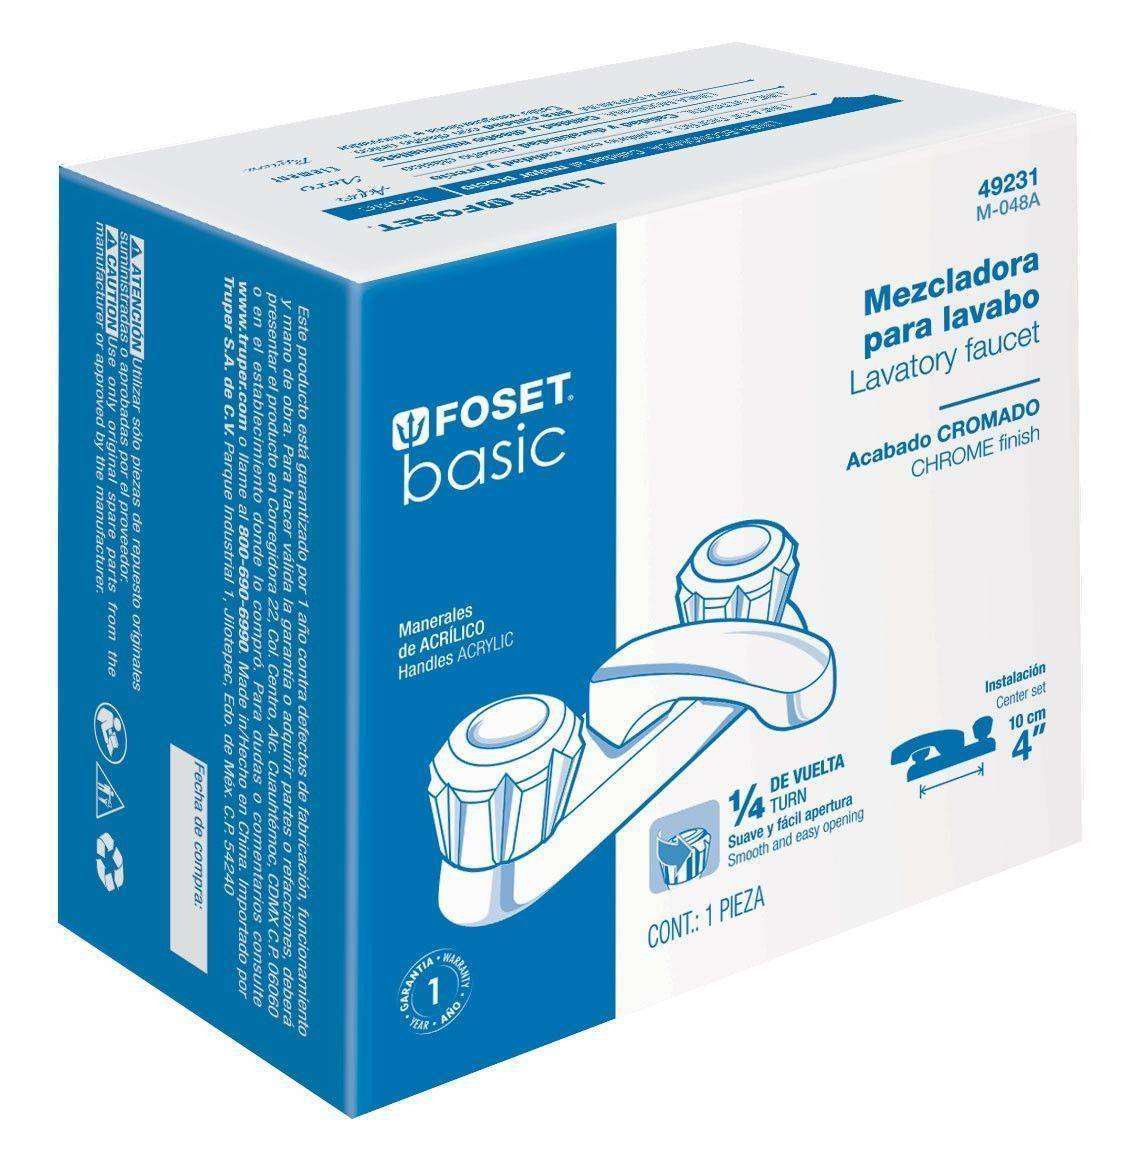 Líneas FOSET.
basic
49231
M-048A
Mezcladora
para lavabo
Lavatory faucet
Acabado CROMADO
CHROME finish
FOSET.
basic
Manerales
de ACRÍLICO
Handles ACRYLIC
Instalación
Center set
10 cm
4"
1/4 DE VUELTA
TURN
Suave y fácil apertura
Smooth and easy opening
CONT.: 1 PIEZA
GARANTIA • WARRANTY
1
YEAR • AÑO
Este producto está garantizado por 1 año contra defectos de fabricación, funcionamiento
y mano de obra. Para hacer válida la garantía o adquirir partes o refacciones, deberá
presentar el producto en Corregidora 22, Col. Centro, Alc. Cuauhtémoc, CDMX C.P. 06060
o en el establecimiento donde lo compró. Para dudas o comentarios consulte
www.truper.com o llame al 800-690-6990. Made in/Hecho en China. Importado por
Truper S.A. de C.V. Parque Industrial 1, Jilotepec, Edo. de Méx. C.P. 54240
Fecha de compra:
ATENCIÓN Utilizar sólo piezas de repuesto originales
suministradas o aprobadas por el proveedor.
CAUTION Use only original spare parts from the
manufacturer or approved by the manufacturer.